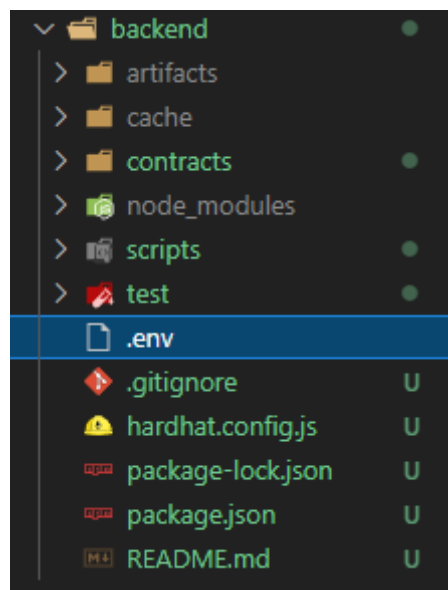 backend
artifacts
cache
contracts
node_modules
scripts
test
.env
.gitignore U
hardhat.config.js U
package-lock.json U
package.json U
README.md U